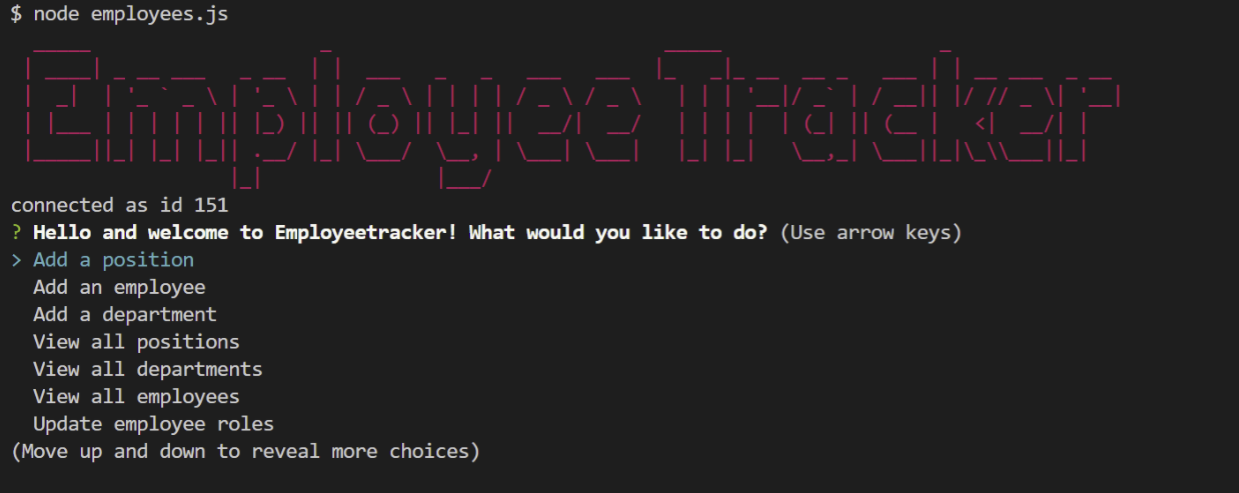 $ node employees.js
Employee Tracker
connected as id 151
? Hello and welcome to Employeetracker! What would you like to do? (Use arrow keys)
> Add a position
Add an employee
Add a department
View all positions
View all departments
View all employees
Update employee roles
(Move up and down to reveal more choices)